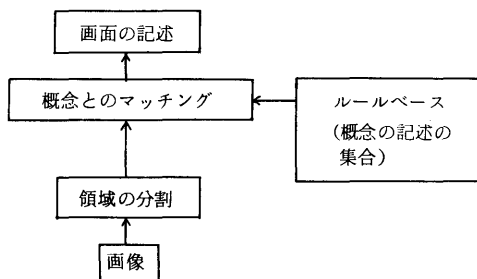 画面の記述
概念とのマッチング
ルールベース
(概念の記述の
集合)
領域の分割
画像